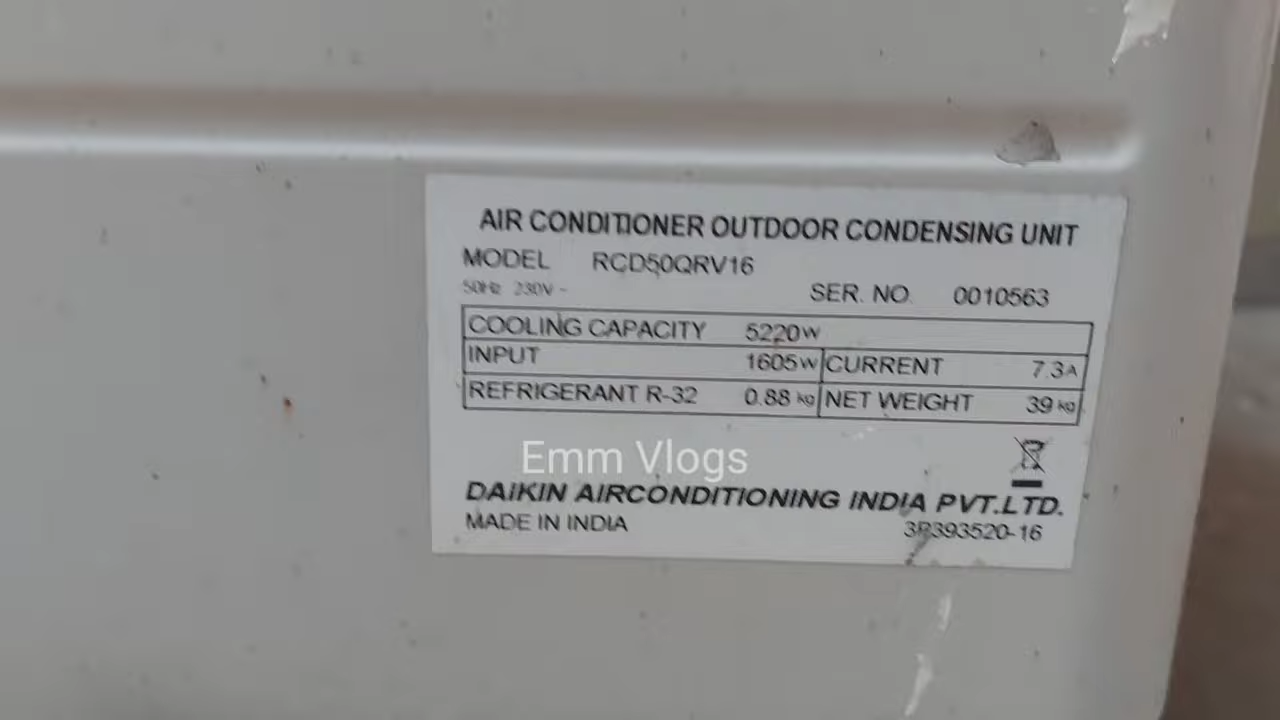 AIR CONDITIONER OUTDOOR CONDENSING UNIT
MODEL RCD50QRV16
50Hz 230V ~
SER. NO. 0010563
COOLING CAPACITY 5220W
INPUT 1605W CURRENT 7.3A
REFRIGERANT R-32 0.88 kg NET WEIGHT 39 kg
Emm Vlogs
DAIKIN AIRCONDITIONING INDIA PVT.LTD.
MADE IN INDIA 3P393520-16